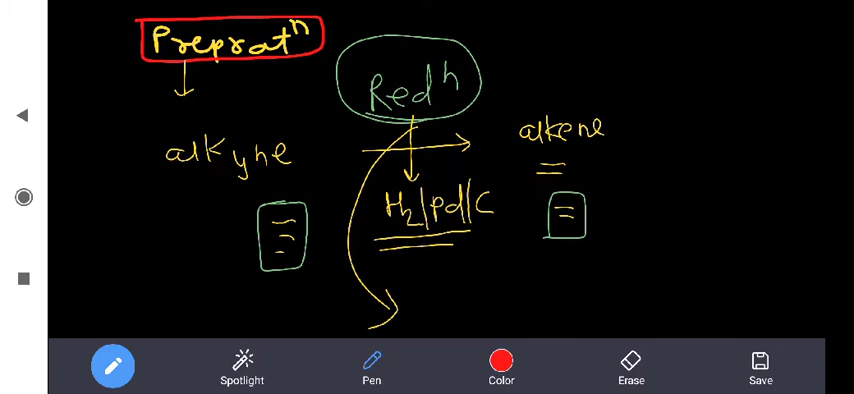 Prepratⁿ
Redⁿ
alkyne
alkene
H₂/Pd/C
Spotlight
Pen
Color
Erase
Save